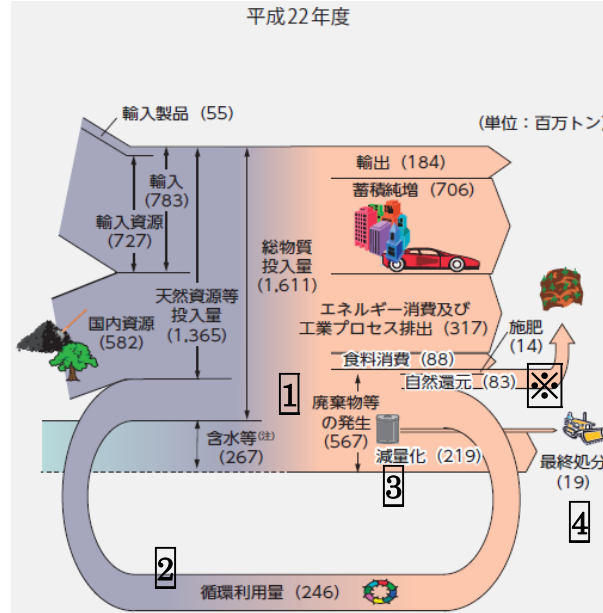 平成22年度
輸入製品 (55)
(単位：百万トン)
輸出 (184)
輸入
(783)
蓄積純増 (706)
輸入資源
(727)
総物質
投入量
(1,611)
天然資源等
投入量
(1,365)
国内資源
(582)
エネルギー消費及び
工業プロセス排出 (317)
施肥
(14)
食料消費 (88)
自然還元 (83)
※
1
廃棄物等
の発生
(567)
含水等(注)
(267)
減量化 (219)
3
最終処分
(19)
4
2
循環利用量 (246)